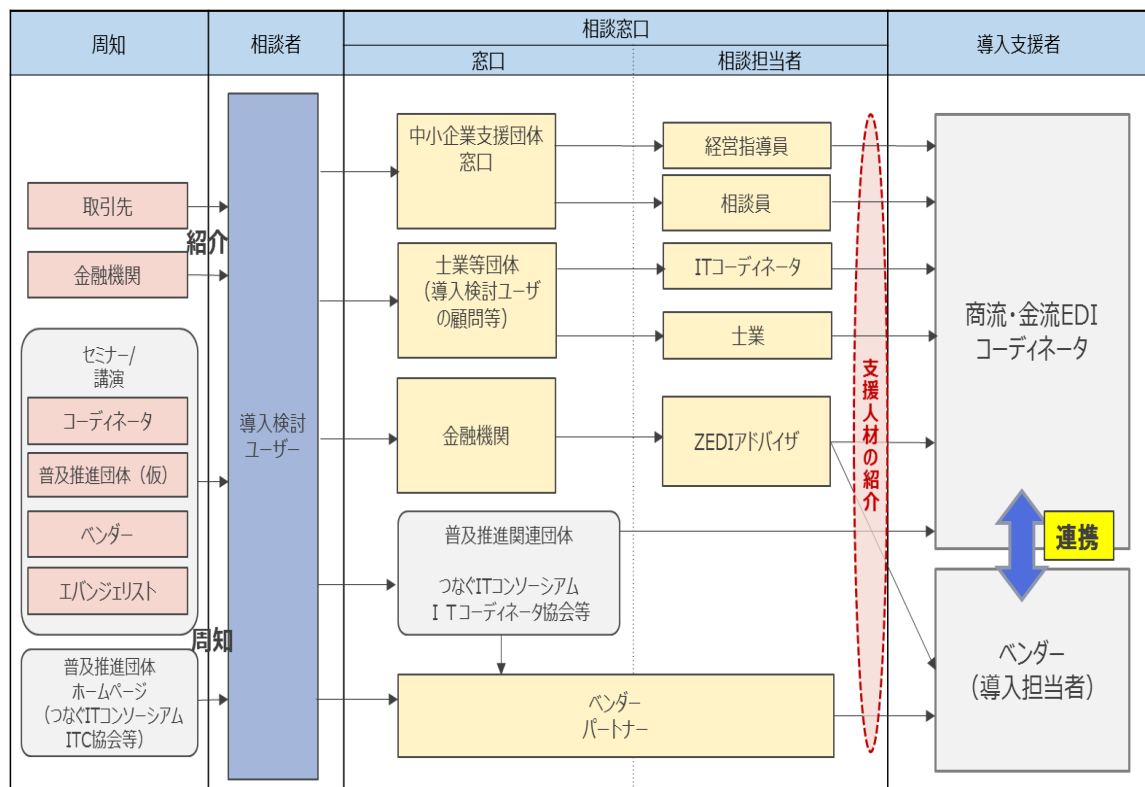 周知
相談者
相談窓口
窓口
相談担当者
導入支援者
取引先
紹介
金融機関
セミナー/
講演
コーディネータ
普及推進団体（仮）
ベンダー
エバンジェリスト
周知
普及推進団体
ホームページ
（つなぐITコンソーシアム
ITC協会等）
導入検討
ユーザー
中小企業支援団体
窓口
士業等団体
（導入検討ユーザ
の顧問等）
金融機関
普及推進関連団体
つなぐITコンソーシアム
ＩＴコーディネータ協会等
ベンダー
パートナー
経営指導員
相談員
ITコーディネータ
士業
ZEDIアドバイザ
支援人材の紹介
商流・金流EDI
コーディネータ
連携
ベンダー
（導入担当者）